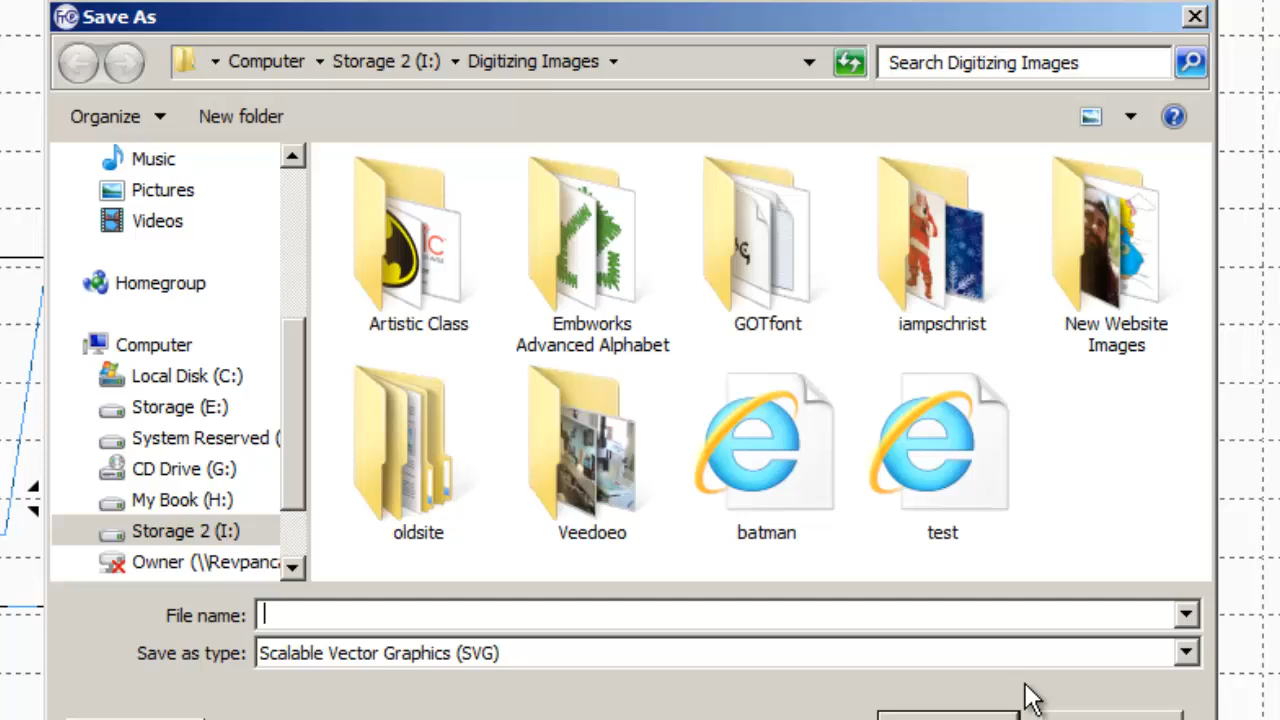 Save As
Computer Storage 2 (I:) Digitizing Images
Search Digitizing Images
Organize New folder
Music
Pictures
Videos
Homegroup
Computer
Local Disk (C:)
Storage (E:)
System Reserved (
CD Drive (G:)
My Book (H:)
Storage 2 (I:)
Owner (\\Revpanca
Artistic Class
Embworks
Advanced Alphabet
GOTfont
iampschrist
New Website
Images
oldsite
Veedoeo
batman
test
File name:
Save as type: Scalable Vector Graphics (SVG)